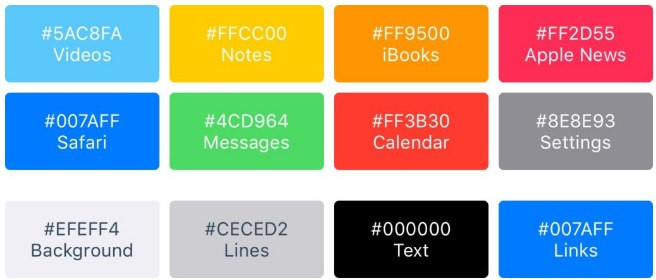 #5AC8FA
Videos
#FFCC00
Notes
#FF9500
iBooks
#FF2D55
Apple News
#007AFF
Safari
#4CD964
Messages
#FF3B30
Calendar
#8E8E93
Settings
#EFEFF4
Background
#CECED2
Lines
#000000
Text
#007AFF
Links